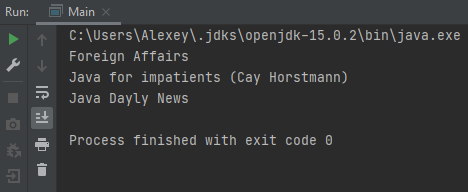 Run: Main
C:\Users\Alexey\.jdks\openjdk-15.0.2\bin\java.exe
Foreign Affairs
Java for impatients (Cay Horstmann)
Java Dayly News
Process finished with exit code 0